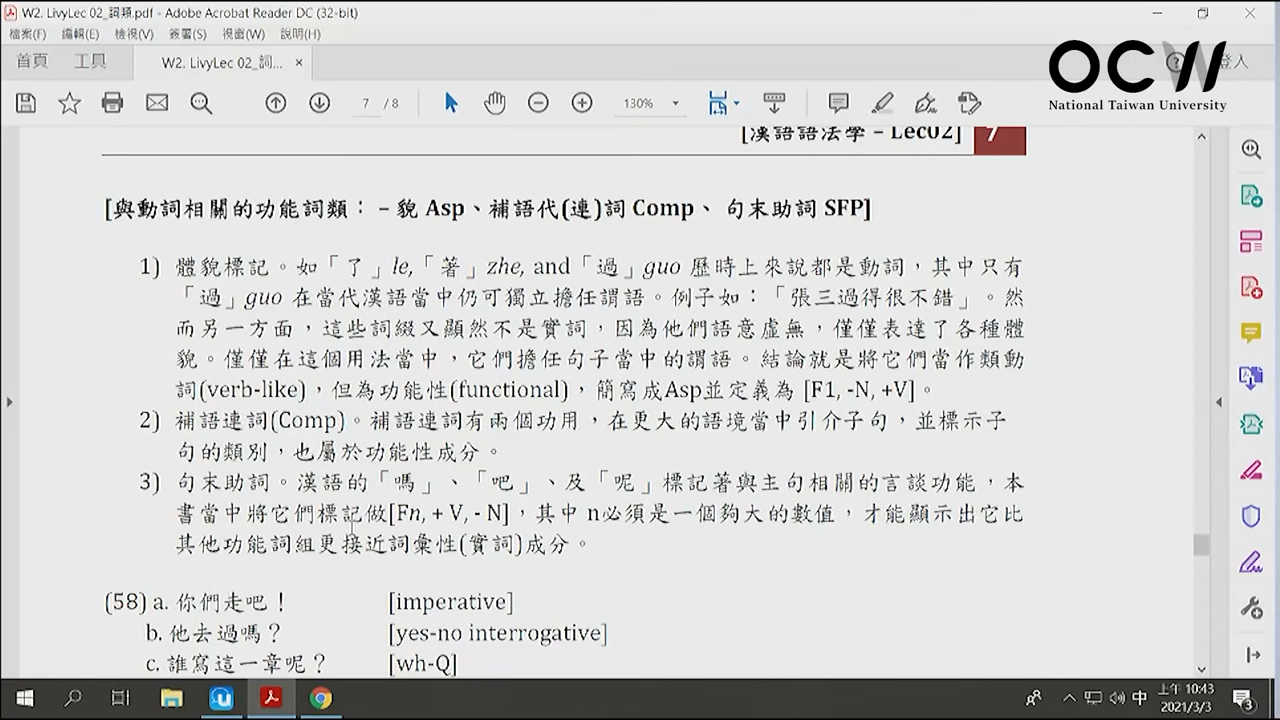 W2. LivyLec 02_詞類.pdf - Adobe Acrobat Reader DC (32-bit)
檔案(F) 編輯(E) 檢視(V) 簽署(S) 視窗(W) 說明(H)
首頁 工具 W2. LivyLec 02_詞... × 登入
OCW
National Taiwan University
7 / 8 130%
[漢語語法學 – Lec02] 7
[與動詞相關的功能詞類：– 貌 Asp、補語代(連)詞 Comp、 句末助詞 SFP]
1) 體貌標記。如「了」le,「著」zhe, and「過」guo 歷時上來說都是動詞，其中只有
「過」guo 在當代漢語當中仍可獨立擔任謂語。例子如：「張三過得很不錯」。然
而另一方面，這些詞綴又顯然不是實詞，因為他們語意虛無，僅僅表達了各種體
貌。僅僅在這個用法當中，它們擔任句子當中的謂語。結論就是將它們當作類動
詞(verb-like)，但為功能性(functional)，簡寫成Asp並定義為 [F1, -N, +V]。
2) 補語連詞(Comp)。補語連詞有兩個功用，在更大的語境當中引介子句，並標示子
句的類別，也屬於功能性成分。
3) 句末助詞。漢語的「嗎」、「吧」、及「呢」標記著與主句相關的言談功能，本
書當中將它們標記做[Fn, + V, - N]，其中 n必須是一個夠大的數值，才能顯示出它比
其他功能詞組更接近詞彙性(實詞)成分。
(58) a. 你們走吧！ [imperative]
b. 他去過嗎？ [yes-no interrogative]
c. 誰寫這一章呢？ [wh-Q]
中 上午 10:43
2021/3/3 3